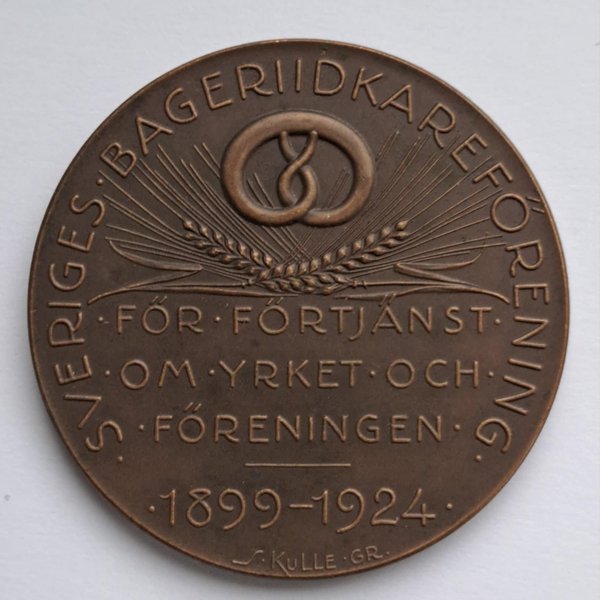 ·SVERIGES·BAGERIIDKAREFÖRENING·
·FÖR·FÖRTJÄNST·
·OM·YRKET·OCH·
·FÖRENINGEN·
·1899-1924·
S·KULLE·GR.